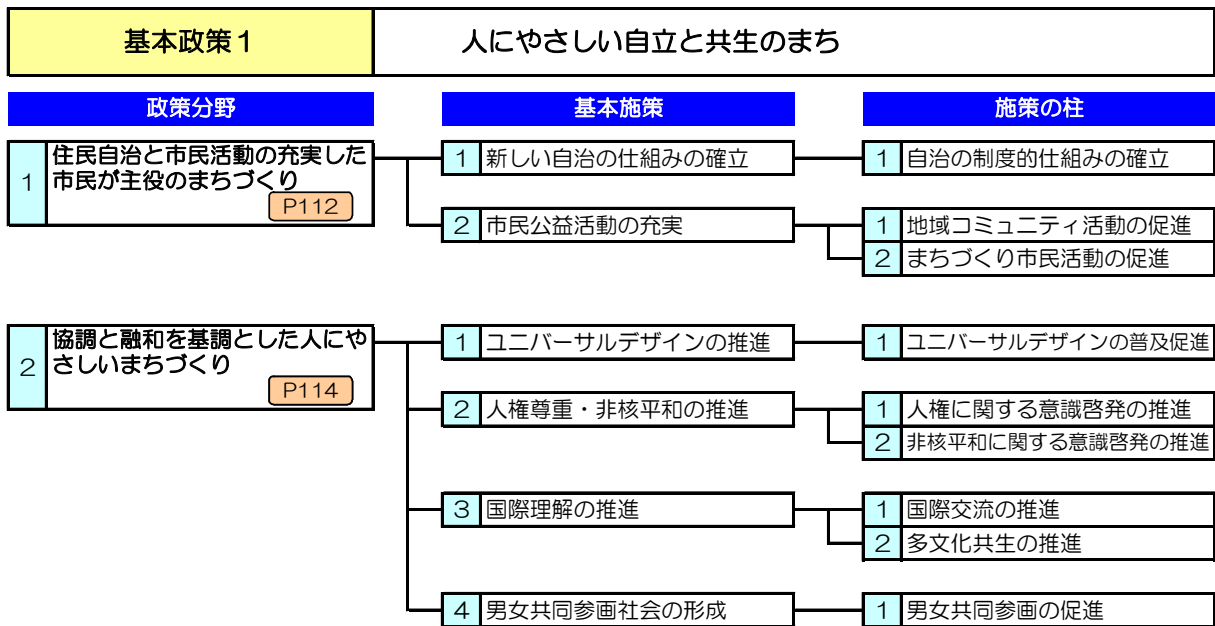 基本政策１ 人にやさしい自立と共生のまち
政策分野 基本施策 施策の柱
1 住民自治と市民活動の充実した
市民が主役のまちづくり
P112
1 新しい自治の仕組みの確立
1 自治の制度的仕組みの確立
2 市民公益活動の充実
1 地域コミュニティ活動の促進
2 まちづくり市民活動の促進
2 協調と融和を基調とした人にや
さしいまちづくり
P114
1 ユニバーサルデザインの推進
1 ユニバーサルデザインの普及促進
2 人権尊重・非核平和の推進
1 人権に関する意識啓発の推進
2 非核平和に関する意識啓発の推進
3 国際理解の推進
1 国際交流の推進
2 多文化共生の推進
4 男女共同参画社会の形成
1 男女共同参画の促進